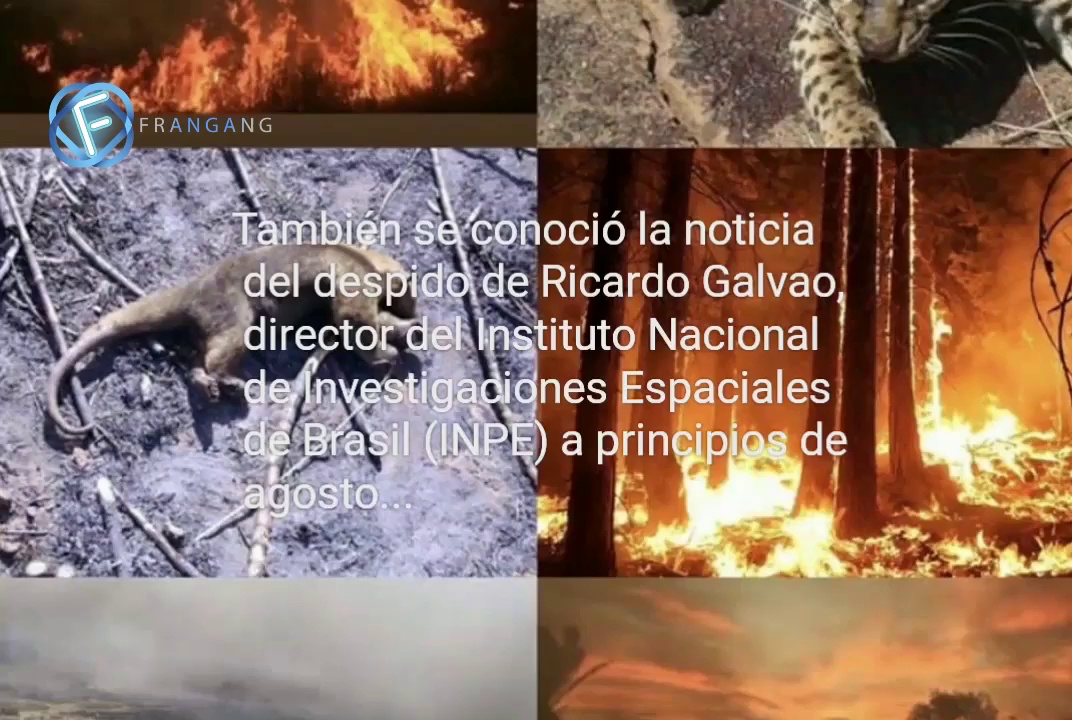 FRANGANG
También se conoció la noticia
del despido de Ricardo Galvao,
director del Instituto Nacional
de Investigaciones Espaciales
de Brasil (INPE) a principios de
agosto...